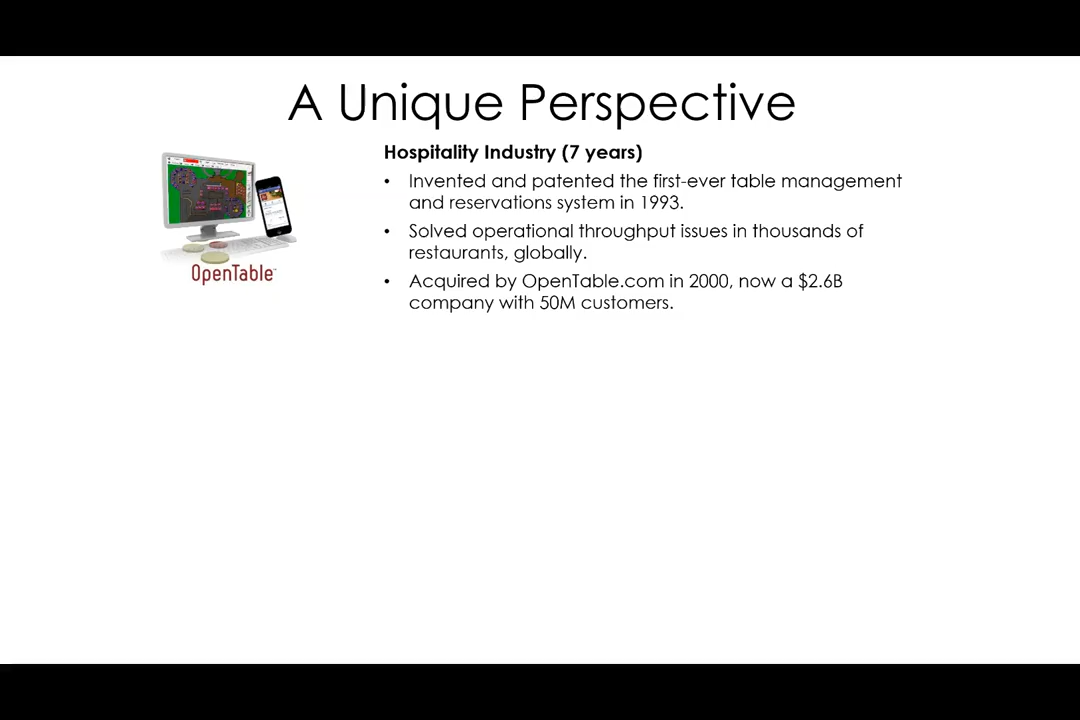 A Unique Perspective
Hospitality Industry (7 years)
• Invented and patented the first-ever table management
and reservations system in 1993.
• Solved operational throughput issues in thousands of
restaurants, globally.
• Acquired by OpenTable.com in 2000, now a $2.6B
company with 50M customers.
OpenTable™